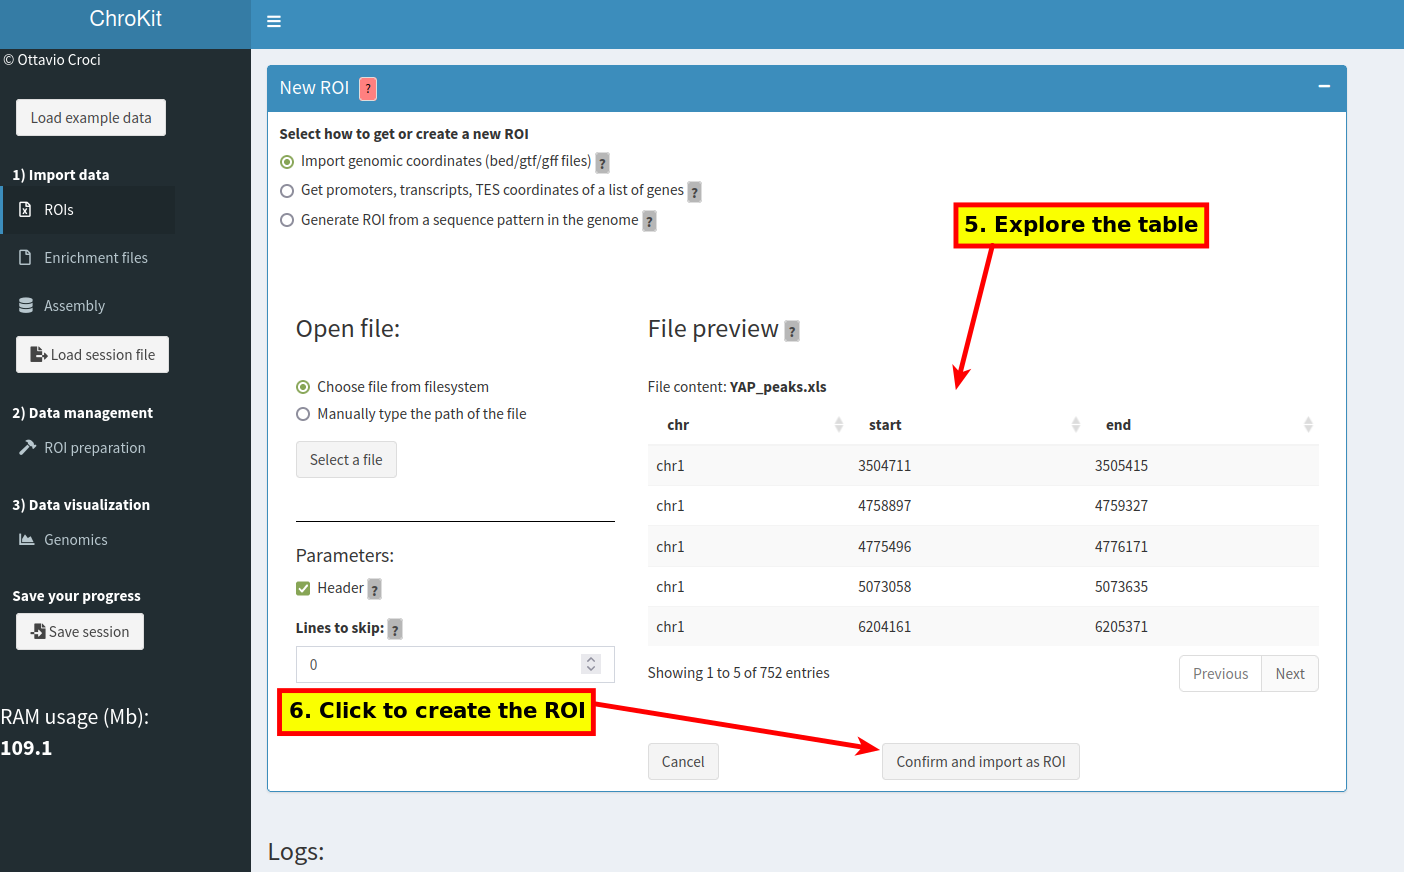 ChroKit
© Ottavio Croci
Load example data
1) Import data
ROIs
Enrichment files
Assembly
Load session file
2) Data management
ROI preparation
3) Data visualization
Genomics
Save your progress
Save session
RAM usage (Mb):
109.1
New ROI ?
Select how to get or create a new ROI
Import genomic coordinates (bed/gtf/gff files) ?
Get promoters, transcripts, TES coordinates of a list of genes ?
Generate ROI from a sequence pattern in the genome ?
5. Explore the table
Open file:
Choose file from filesystem
Manually type the path of the file
Select a file
Parameters:
Header ?
Lines to skip: ?
0
6. Click to create the ROI
File preview ?
File content: YAP_peaks.xls
chr start end
chr1 3504711 3505415
chr1 4758897 4759327
chr1 4775496 4776171
chr1 5073058 5073635
chr1 6204161 6205371
Showing 1 to 5 of 752 entries
Previous Next
Cancel Confirm and import as ROI
Logs: